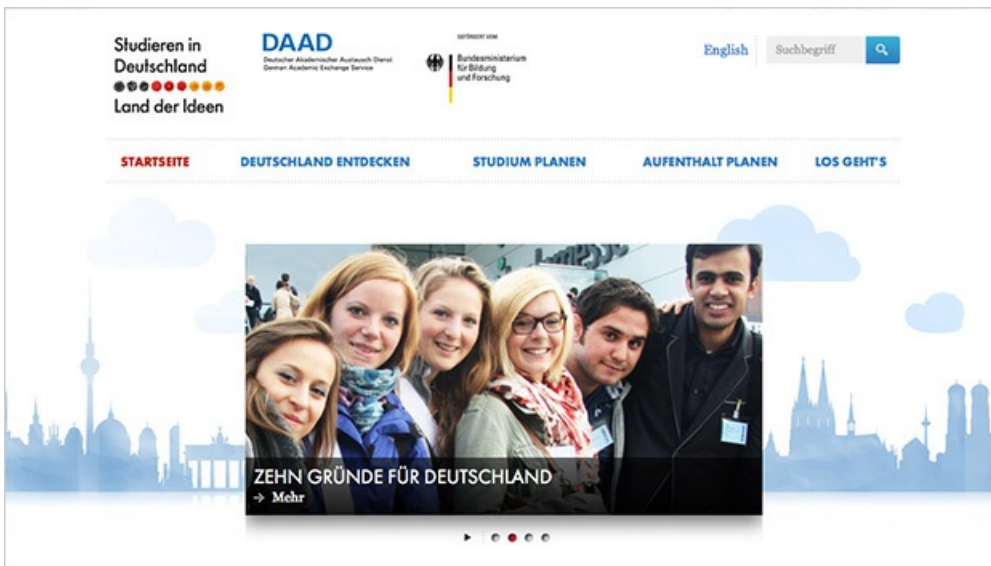 Studieren in
Deutschland
Land der Ideen
DAAD
Deutscher Akademischer Austausch Dienst
German Academic Exchange Service
GEFÖRDERT VOM
Bundesministerium
für Bildung
und Forschung
English
Suchbegriff
STARTSEITE DEUTSCHLAND ENTDECKEN STUDIUM PLANEN AUFENTHALT PLANEN LOS GEHT'S
ZEHN GRÜNDE FÜR DEUTSCHLAND
→ Mehr